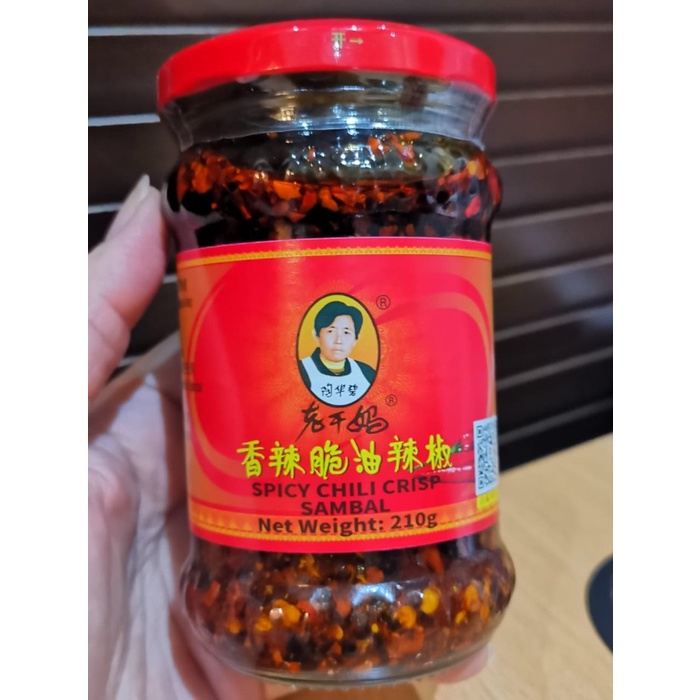 开→
®
陶华碧
老干妈®
香辣脆油辣椒
SPICY CHILI CRISP
SAMBAL
Net Weight: 210g